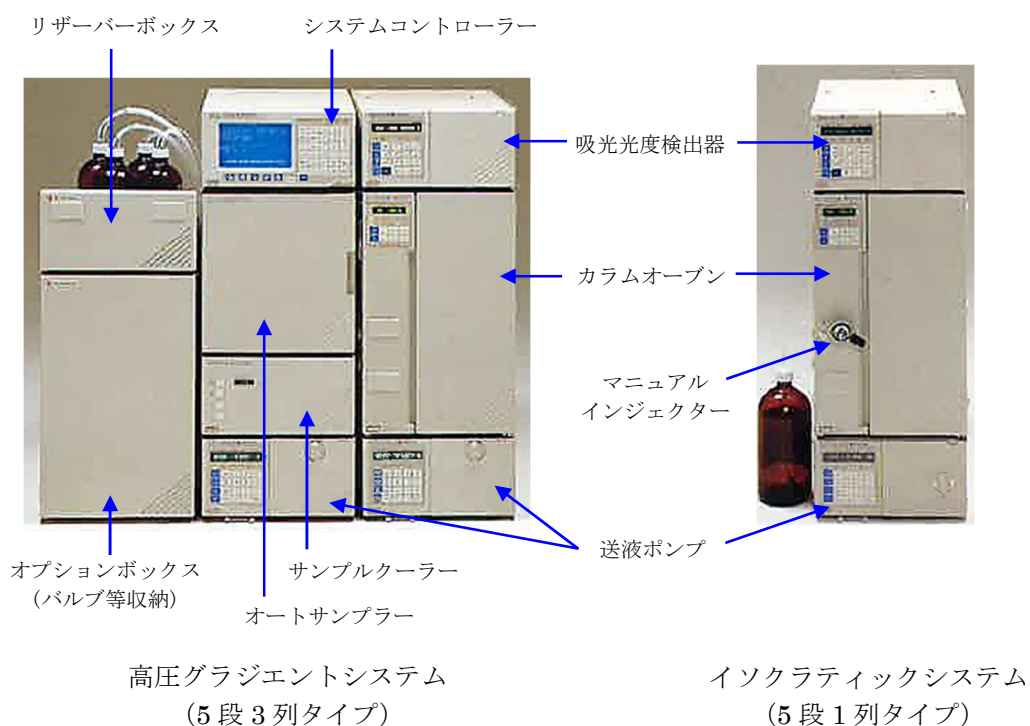 リザーバーボックス
システムコントローラー
吸光光度検出器
カラムオーブン
マニュアル
インジェクター
送液ポンプ
オプションボックス
（バルブ等収納）
サンプルクーラー
オートサンプラー
高圧グラジエントシステム
（5 段 3 列タイプ）
イソクラティックシステム
（5 段 1 列タイプ）